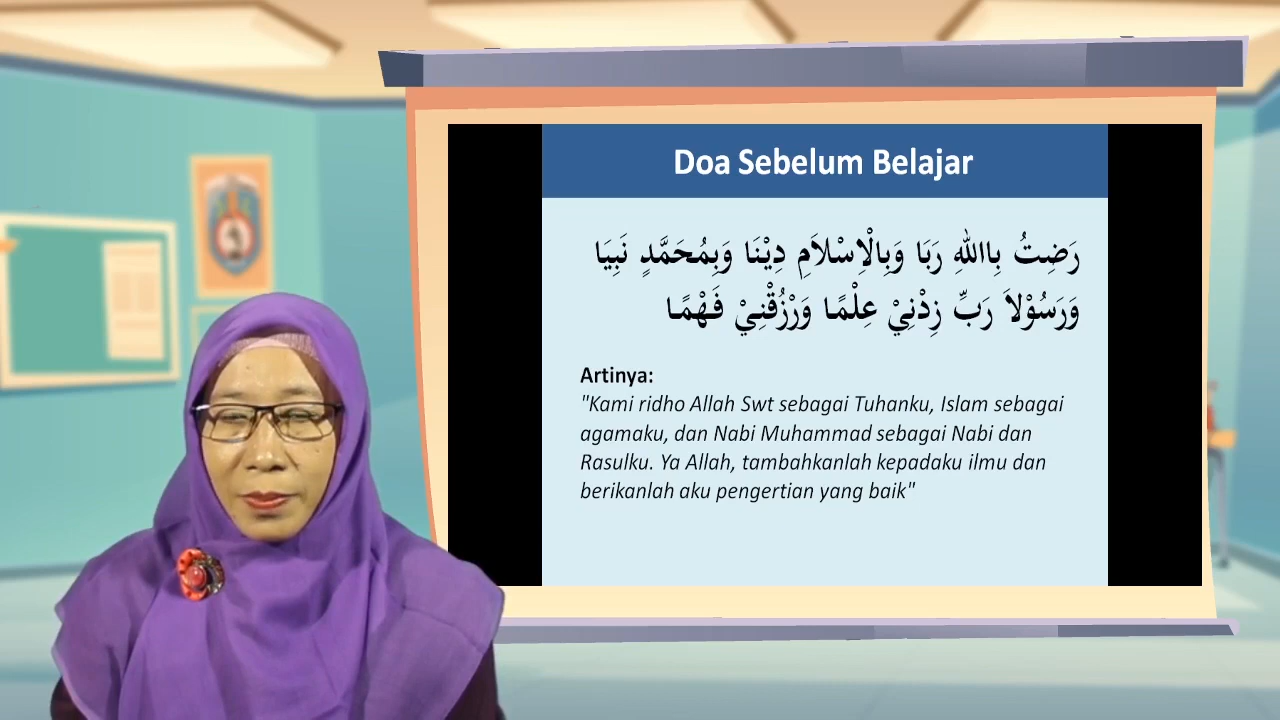 Doa Sebelum Belajar
رَضِتُ بِااللهِ رَبَا وَبِالْاِسْلاَمِ دِيْنَا وَبِمُحَمَّدٍ نَبِيَا
وَرَسُوْلاَ رَبِّ زِدْنِيْ عِلْمًا وَرْزُقْنِيْ فَهْمًا
Artinya:
"Kami ridho Allah Swt sebagai Tuhanku, Islam sebagai
agamaku, dan Nabi Muhammad sebagai Nabi dan
Rasulku. Ya Allah, tambahkanlah kepadaku ilmu dan
berikanlah aku pengertian yang baik"